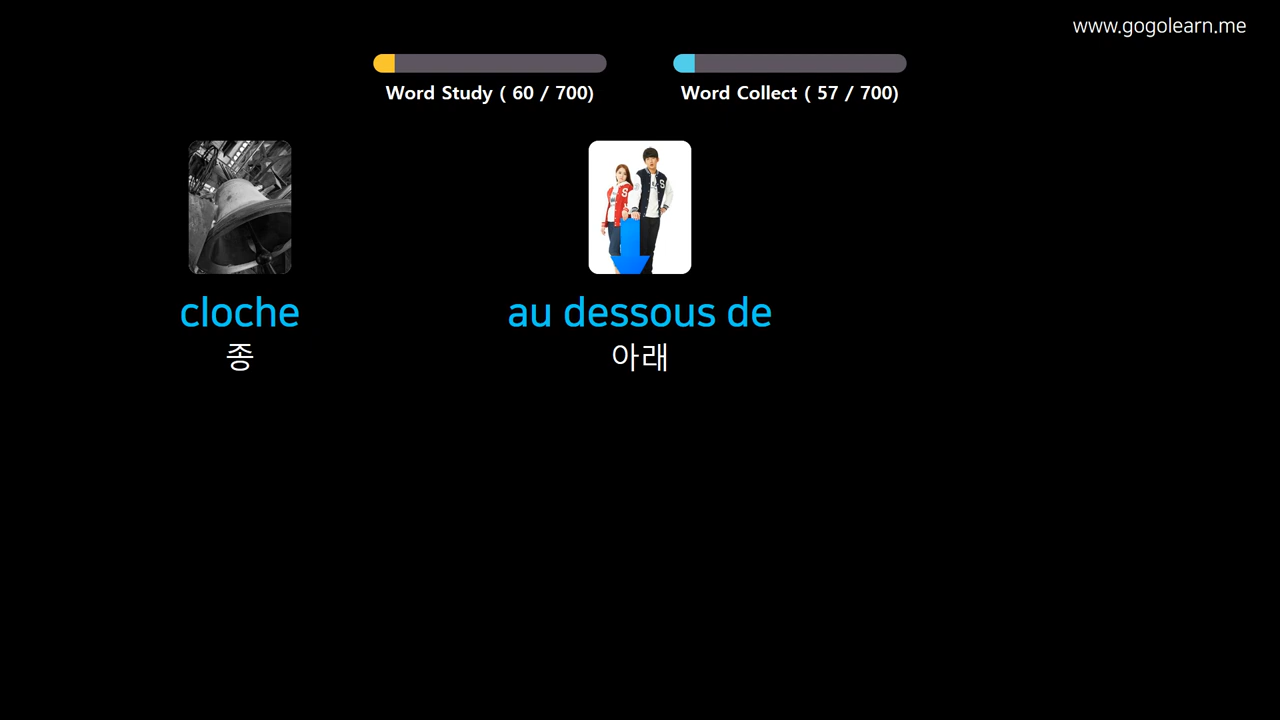 www.gogolearn.me
Word Study ( 60 / 700)
Word Collect ( 57 / 700)
S
S
cloche
au dessous de
종
아래